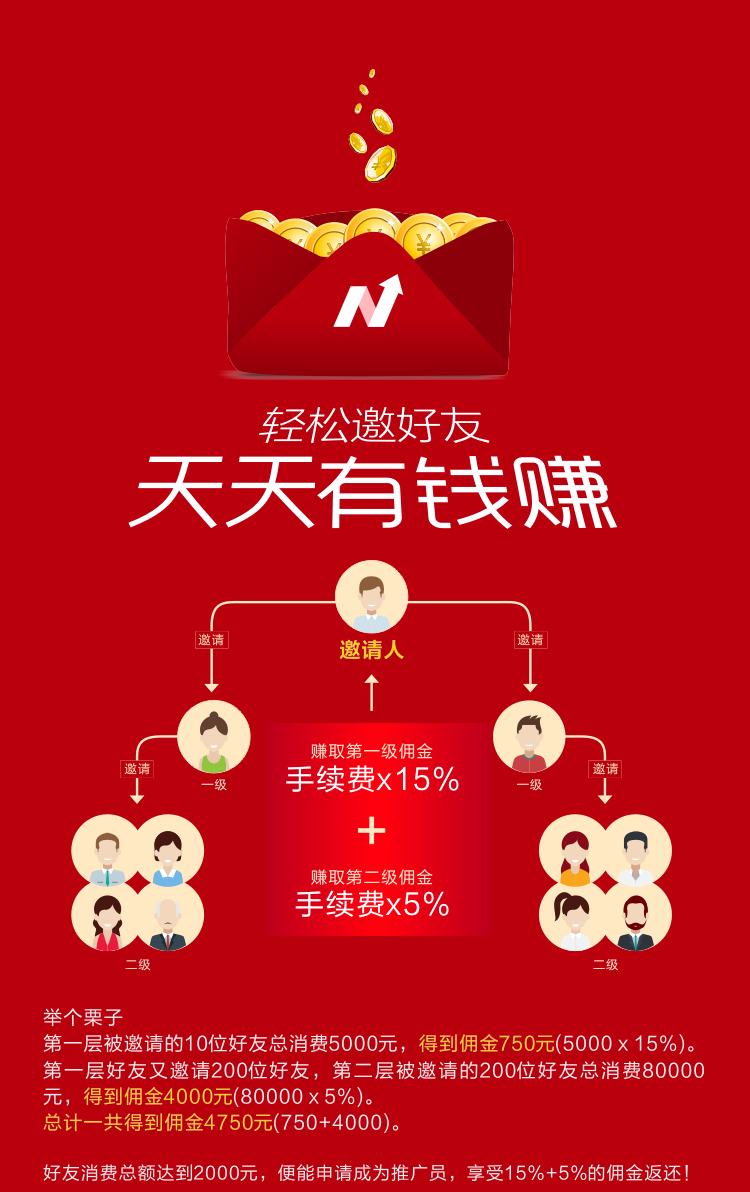 轻松邀好友
天天有钱赚
邀请
邀请
邀请人
赚取第一级佣金
手续费x15%
一级
一级
邀请
邀请
赚取第二级佣金
手续费x5%
二级
二级
举个栗子
第一层被邀请的10位好友总消费5000元，得到佣金750元(5000 x 15%)。
第一层好友又邀请200位好友，第二层被邀请的200位好友总消费80000
元，得到佣金4000元(80000 x 5%)。
总计一共得到佣金4750元(750+4000)。
好友消费总额达到2000元，便能申请成为推广员，享受15%+5%的佣金返还！